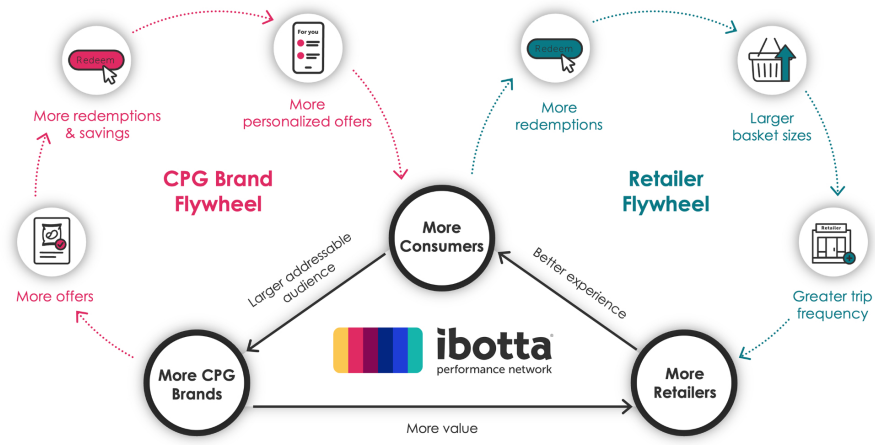 For you
Redeem
Redeem
More redemptions
& savings
More
personalized offers
More
redemptions
Larger
basket sizes
CPG Brand
Flywheel
Retailer
Flywheel
More
Consumers
Retailer
More offers
Larger addressable
audience
Better experience
Greater trip
frequency
ibotta
performance network
More CPG
Brands
More
Retailers
More value